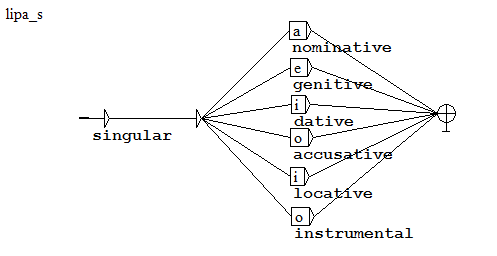 lipa_s
a
nominative
e
genitive
i
dative
o
accusative
singular
i
locative
o
instrumental